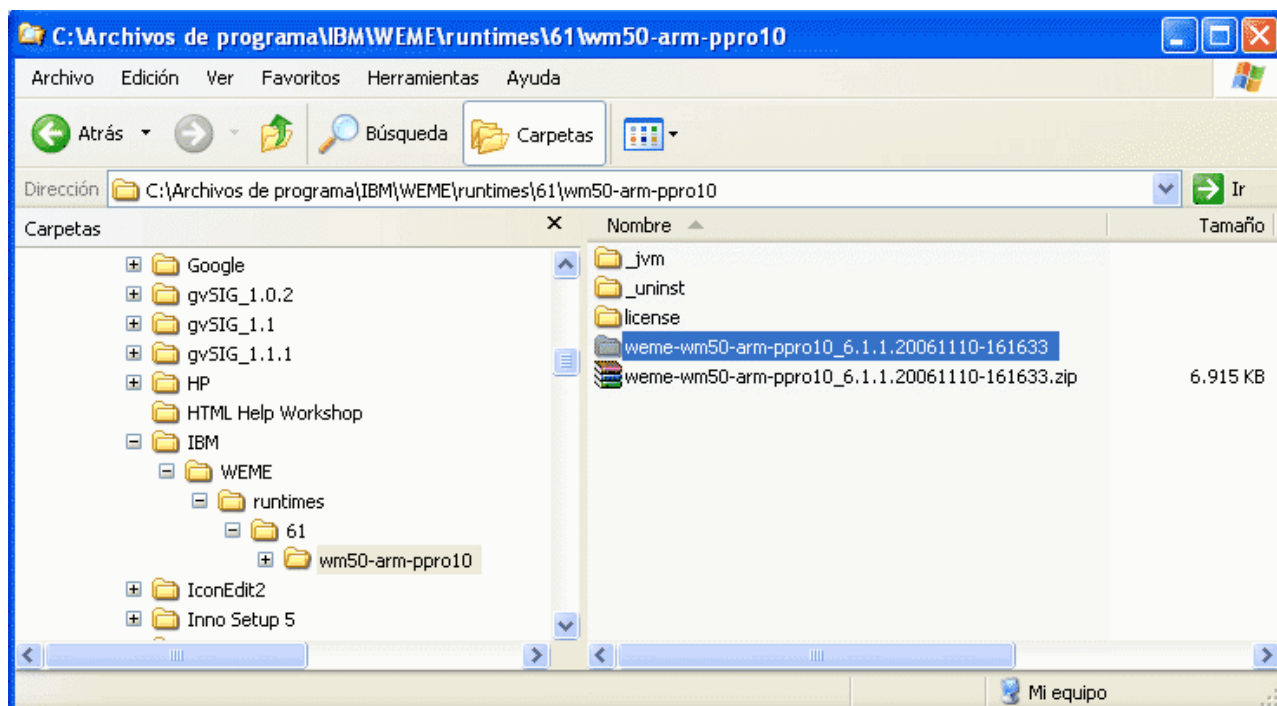 C:\Archivos de programa\IBM\WEME\runtimes\61\wm50-arm-ppro10
Archivo Edición Ver Favoritos Herramientas Ayuda
Atrás Búsqueda Carpetas
Dirección C:\Archivos de programa\IBM\WEME\runtimes\61\wm50-arm-ppro10 Ir
Carpetas
Google
gvSIG_1.0.2
gvSIG_1.1
gvSIG_1.1.1
HP
HTML Help Workshop
IBM
WEME
runtimes
61
wm50-arm-ppro10
IconEdit2
Inno Setup 5
Nombre Tamaño
_jvm
_uninst
license
weme-wm50-arm-ppro10_6.1.1.20061110-161633
weme-wm50-arm-ppro10_6.1.1.20061110-161633.zip 6.915 KB
Mi equipo